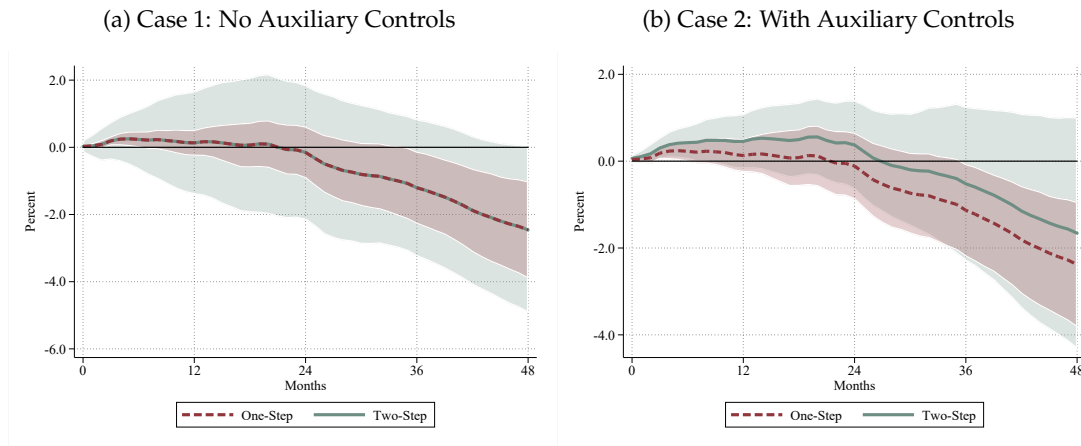 (a) Case 1: No Auxiliary Controls
2.0
0.0
-2.0
-4.0
-6.0
Percent
0 12 24 36 48
Months
One-Step Two-Step
(b) Case 2: With Auxiliary Controls
2.0
0.0
-2.0
-4.0
Percent
0 12 24 36 48
Months
One-Step Two-Step